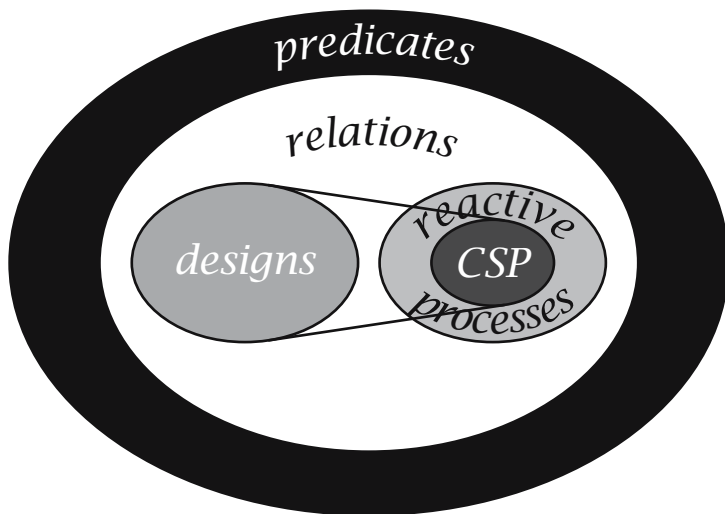 predicates
relations
designs
reactive
CSP
processes